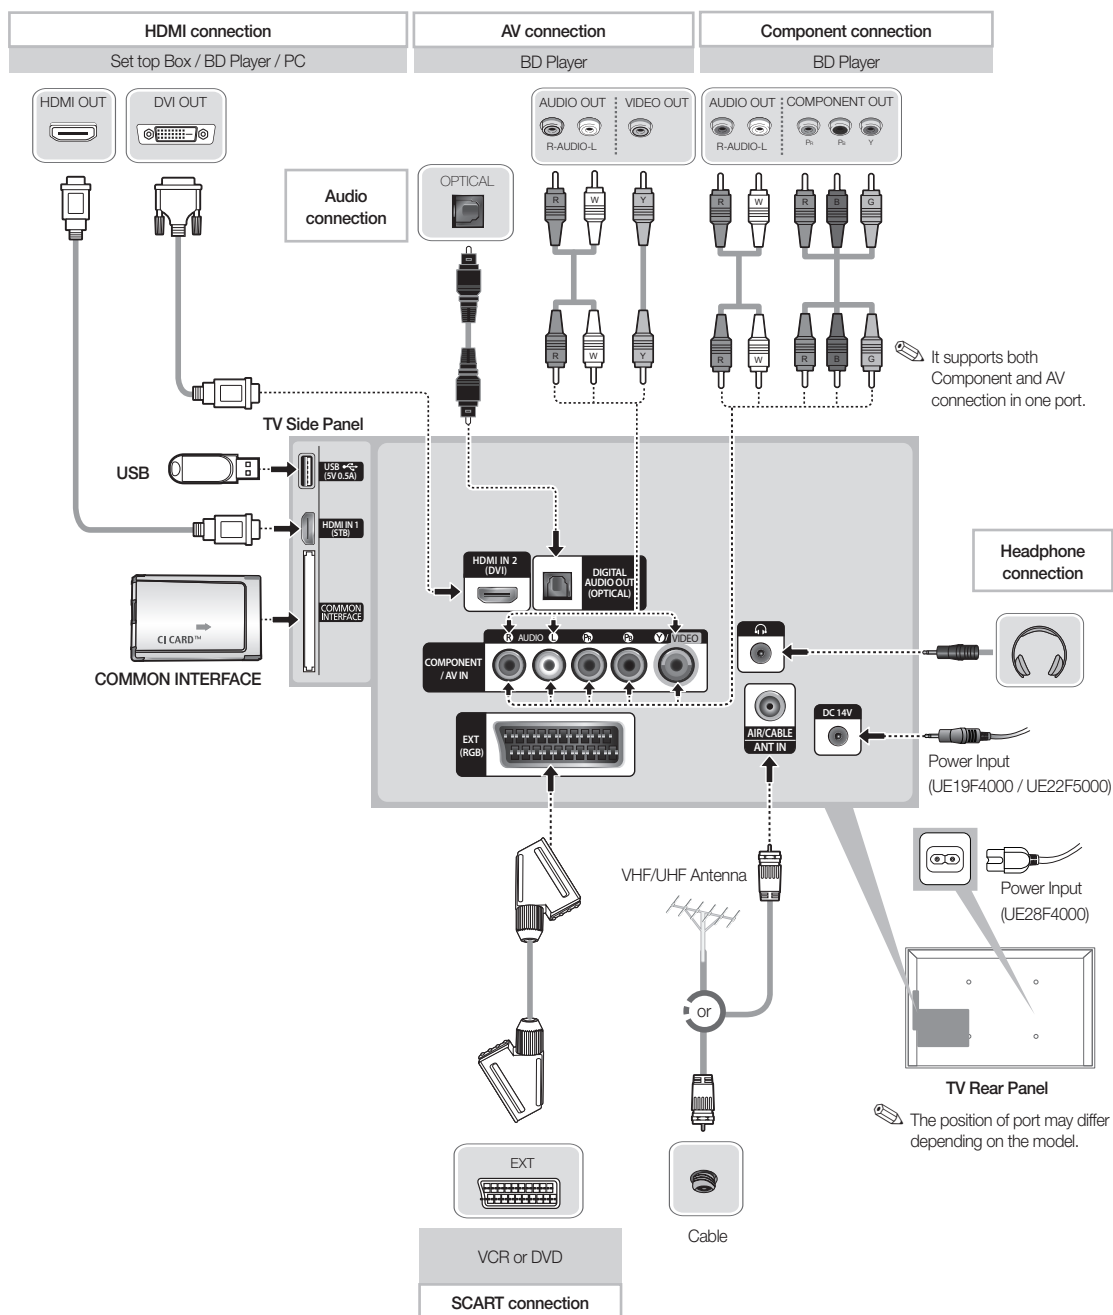 HDMI connection
AV connection
Component connection
Set top Box / BD Player / PC
BD Player
BD Player
HDMI OUT
DVI OUT
AUDIO OUT
VIDEO OUT
R-AUDIO-L
AUDIO OUT
COMPONENT OUT
R-AUDIO-L
PR
PB
Y
Audio
connection
OPTICAL
R
W
Y
R
W
R
B
G
R
W
Y
R
W
R
B
G
It supports both
Component and AV
connection in one port.
TV Side Panel
USB
USB
(5V 0.5A)
HDMI IN 1
(STB)
COMMON
INTERFACE
CI CARD™
COMMON INTERFACE
HDMI IN 2
(DVI)
DIGITAL
AUDIO OUT
(OPTICAL)
R AUDIO L PR PB Y / VIDEO
COMPONENT
/ AV IN
EXT
(RGB)
AIR/CABLE
ANT IN
DC 14V
Headphone
connection
Power Input
(UE19F4000 / UE22F5000)
Power Input
(UE28F4000)
VHF/UHF Antenna
or
TV Rear Panel
The position of port may differ
depending on the model.
EXT
Cable
VCR or DVD
SCART connection